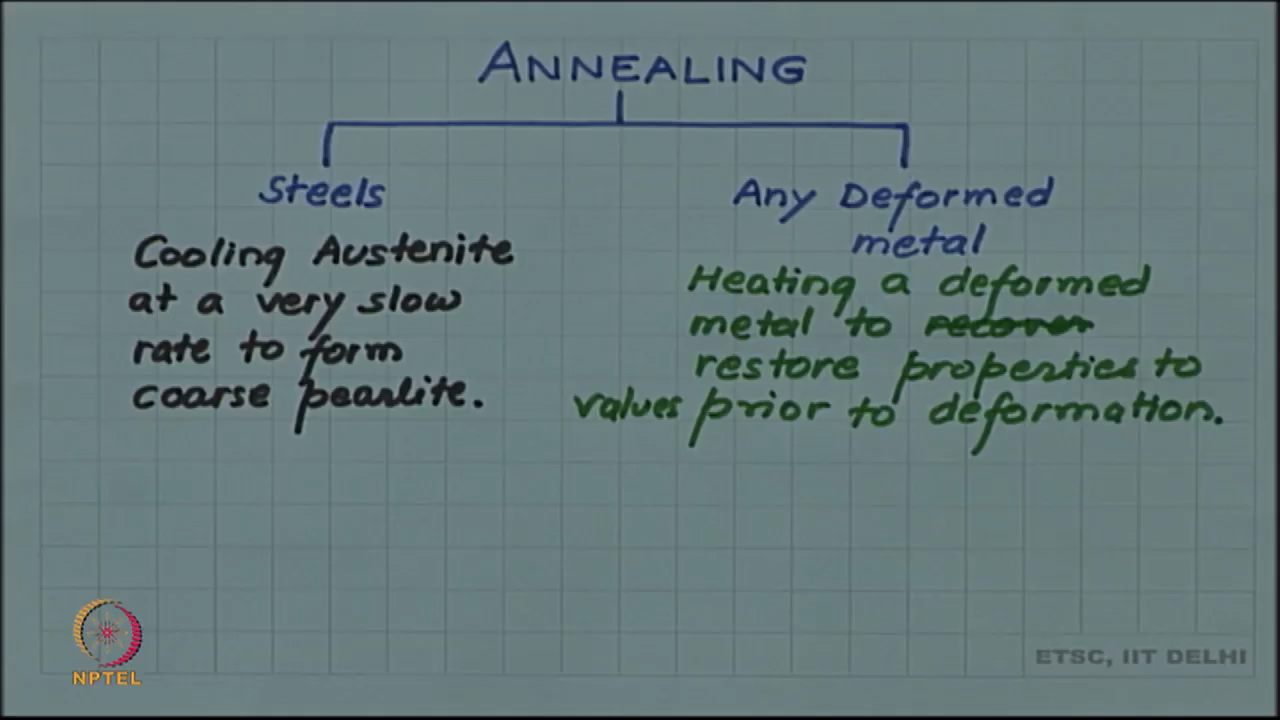 ANNEALING
Steels
Cooling Austenite
at a very slow
rate to form
coarse pearlite.
Any Deformed
metal
Heating a deformed
metal to recover
restore properties to
values prior to deformation.
NPTEL
ETSC, IIT DELHI